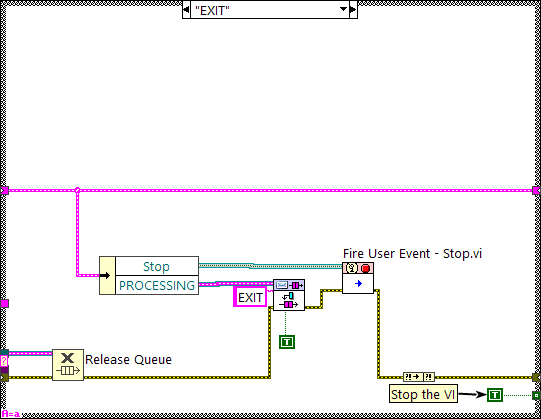 "EXIT"
Fire User Event - Stop.vi
Stop
PROCESSING
EXIT
T
Release Queue
?
?! ?!
Stop the VI
T
A=a